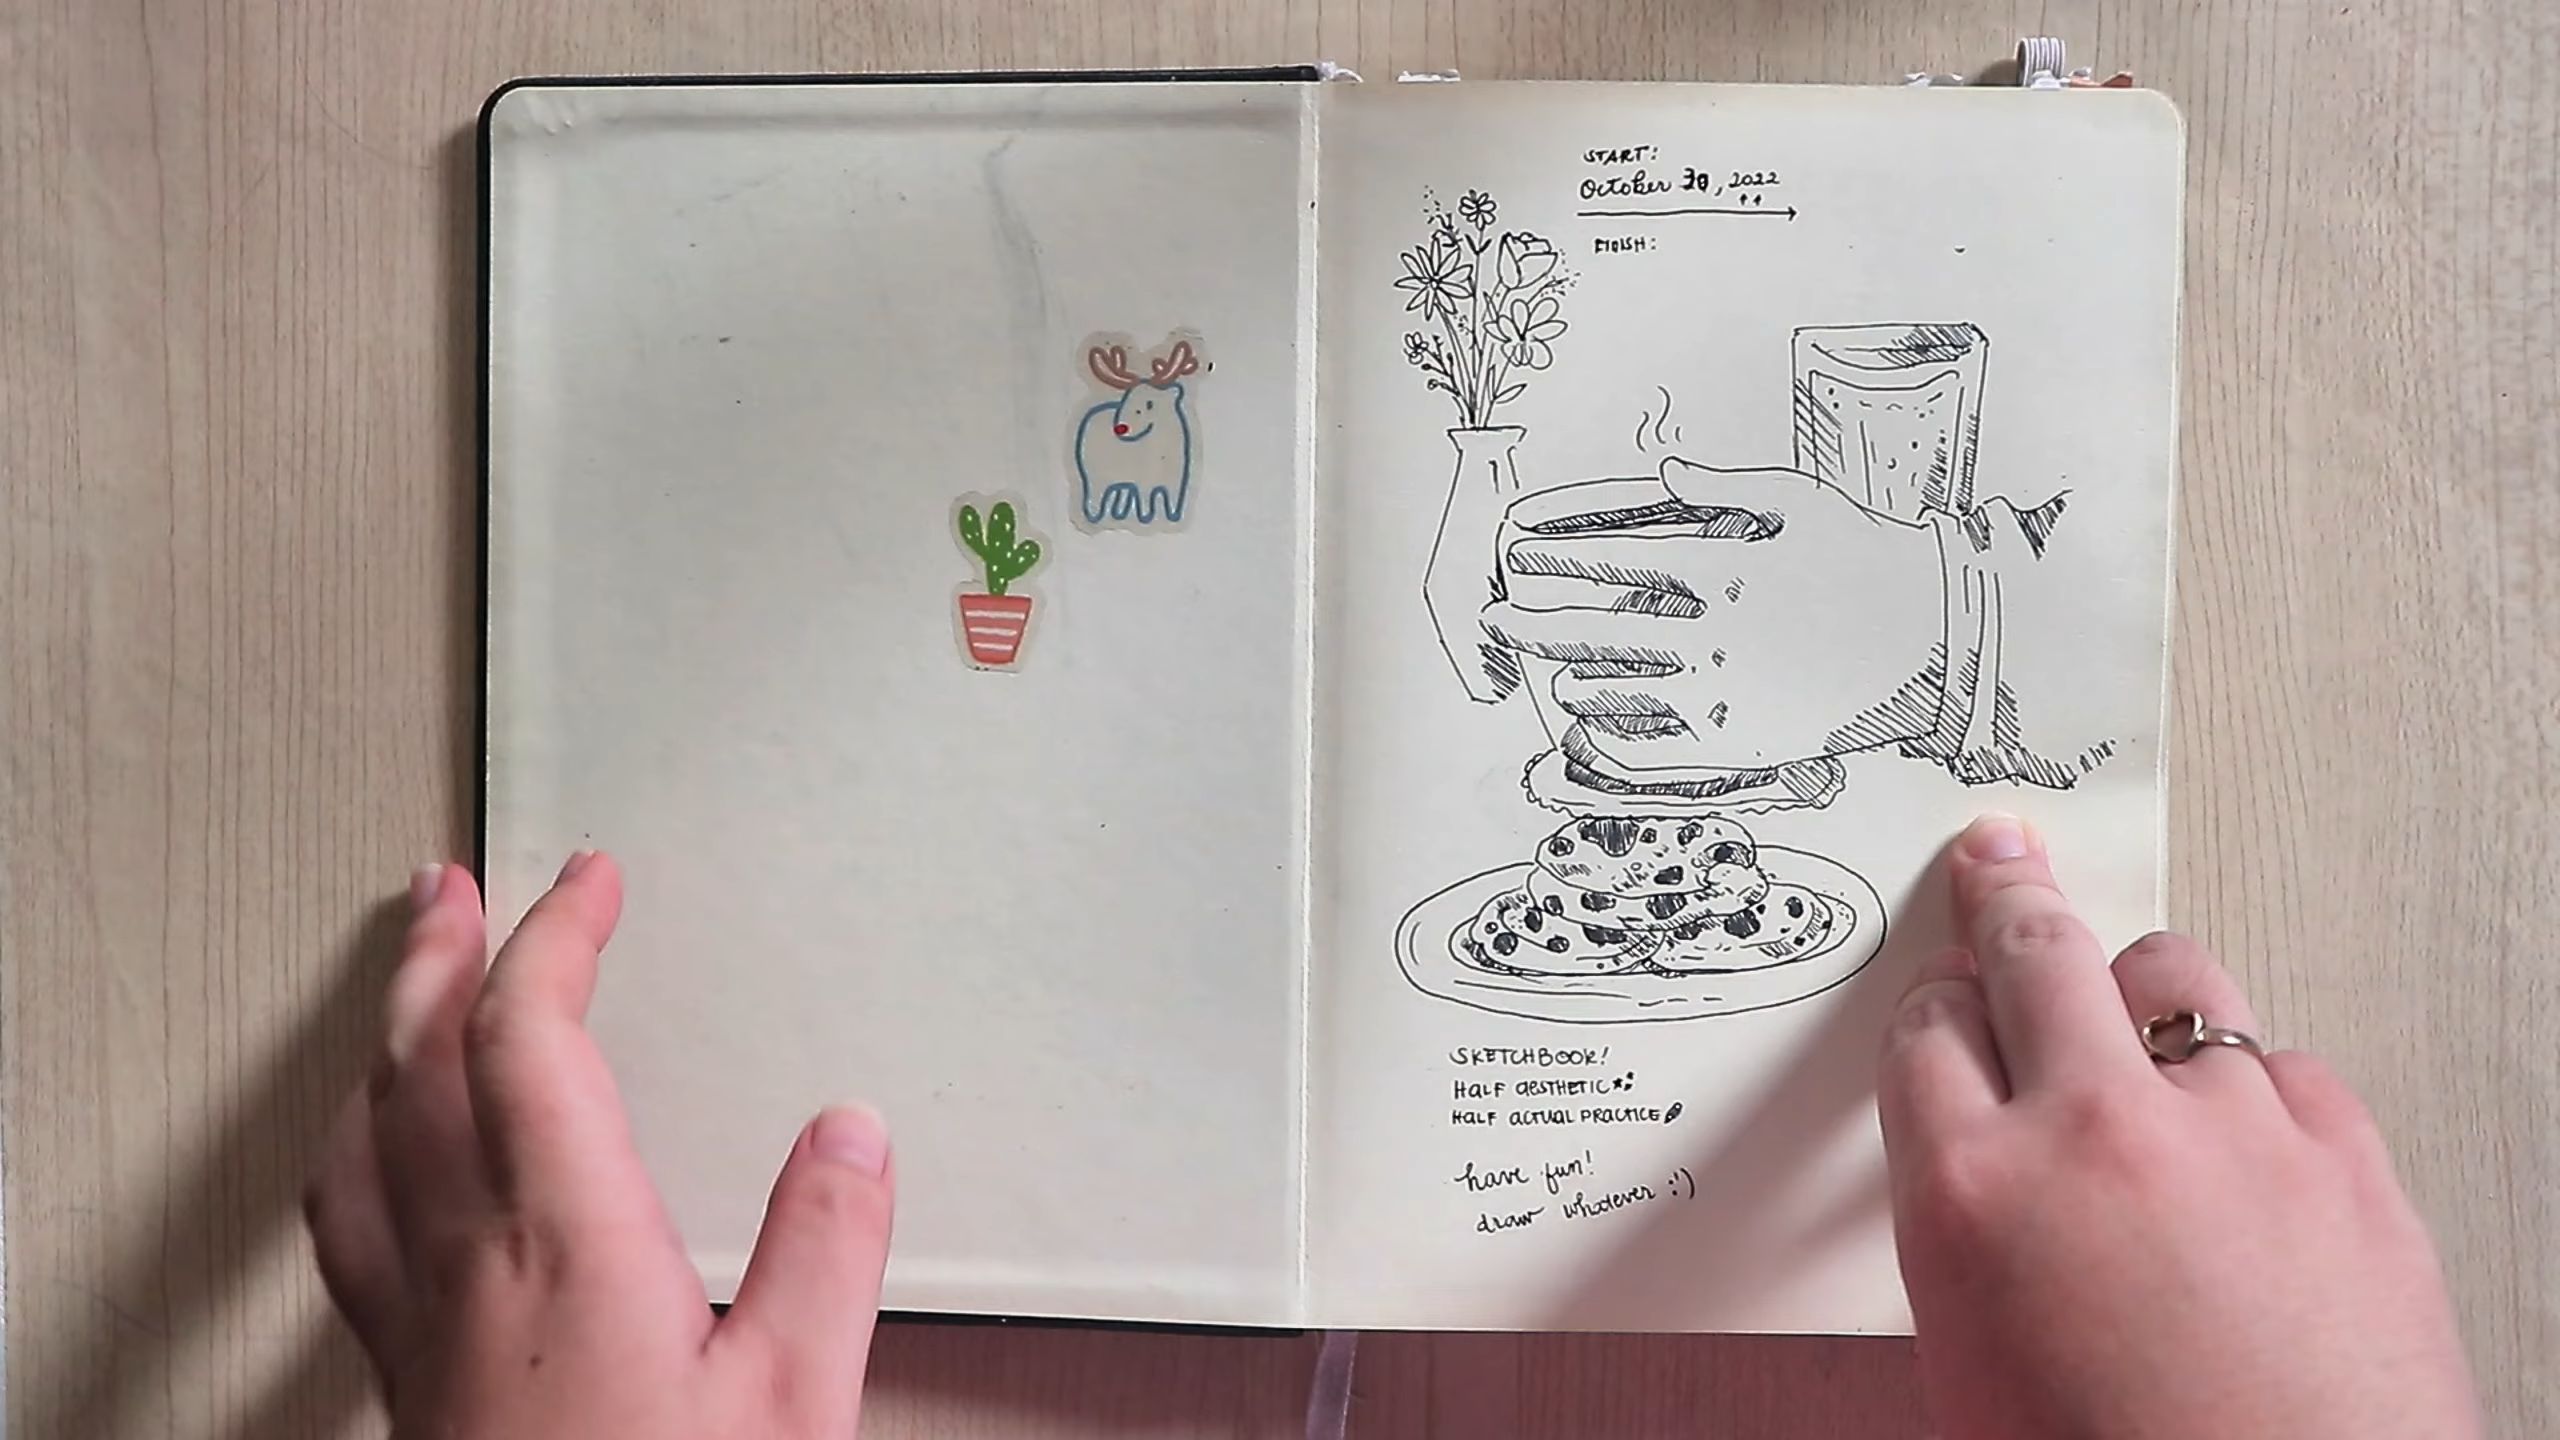 START:
October 30, 2022
FINISH:
SKETCHBOOK!
HALF AESTHETIC
HALF ACTUAL PRACTICE
have fun!
draw whatever :')